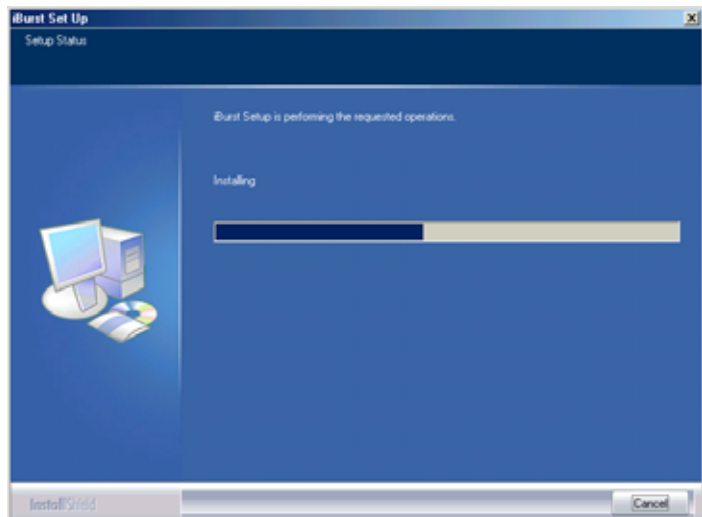 iBurst Set Up
Setup Status
iBurst Setup is performing the requested operations.
Installing
InstallShield
Cancel